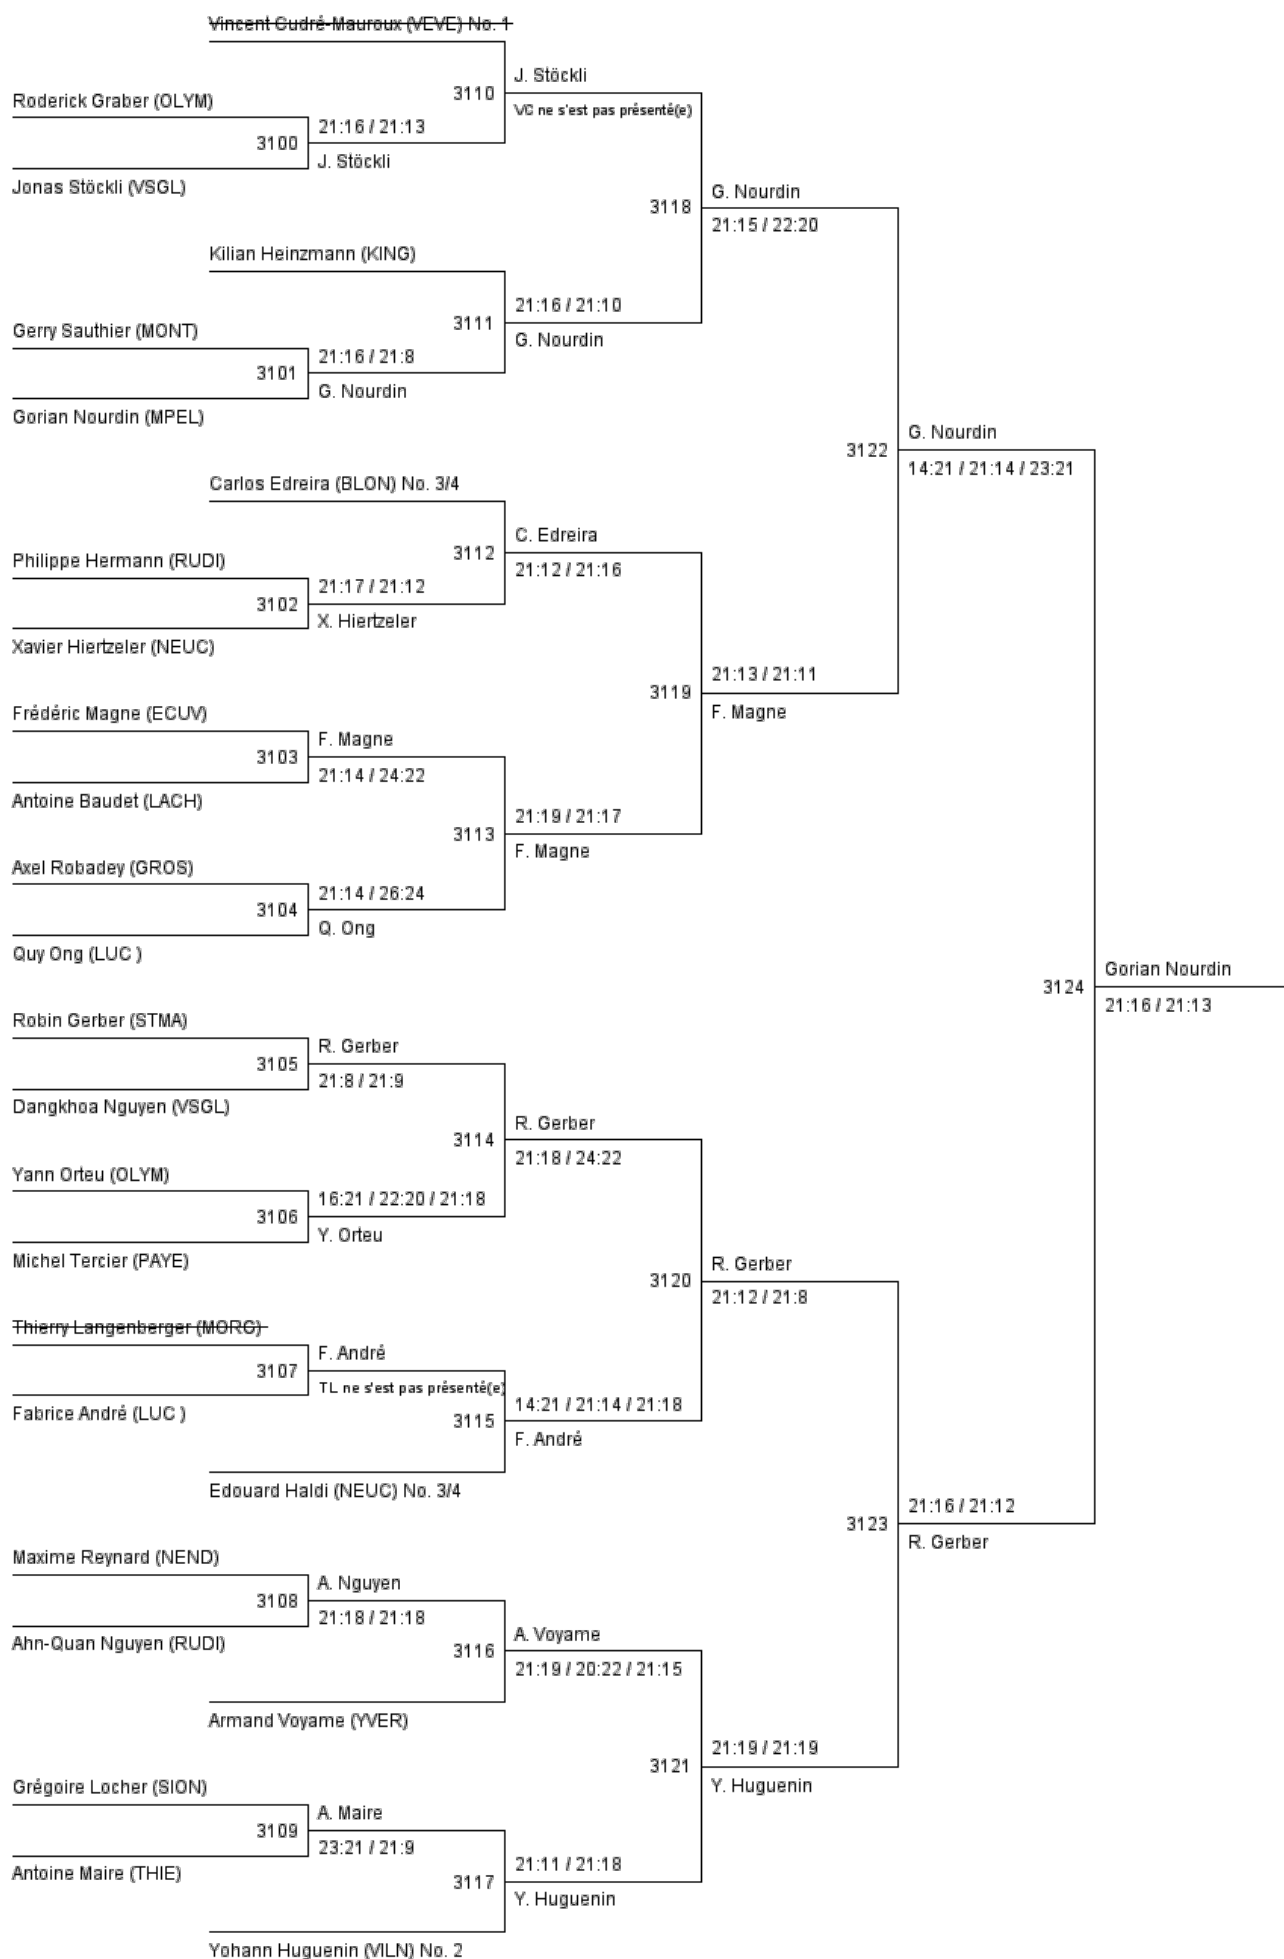 Vincent Cudré-Mauroux (VEVE) No. 1
J. Stöckli
3110
VC ne s'est pas présenté(e)
Roderick Graber (OLYM)
21:16 / 21:13
3100
J. Stöckli
Jonas Stöckli (VSGL)
G. Nourdin
3118
21:15 / 22:20
Kilian Heinzmann (KING)
21:16 / 21:10
3111
G. Nourdin
Gerry Sauthier (MONT)
21:16 / 21:8
3101
G. Nourdin
Gorian Nourdin (MPEL)
G. Nourdin
3122
14:21 / 21:14 / 23:21
Carlos Edreira (BLON) No. 3/4
C. Edreira
3112
21:12 / 21:16
Philippe Hermann (RUDI)
21:17 / 21:12
3102
X. Hiertzeler
Xavier Hiertzeler (NEUC)
21:13 / 21:11
3119
F. Magne
Frédéric Magne (ECUV)
F. Magne
3103
21:14 / 24:22
Antoine Baudet (LACH)
21:19 / 21:17
3113
F. Magne
Axel Robadey (GROS)
21:14 / 26:24
3104
Q. Ong
Quy Ong (LUC )
Gorian Nourdin
3124
21:16 / 21:13
Robin Gerber (STMA)
R. Gerber
3105
21:8 / 21:9
Dangkhoa Nguyen (VSGL)
R. Gerber
3114
21:18 / 24:22
Yann Orteu (OLYM)
16:21 / 22:20 / 21:18
3106
Y. Orteu
Michel Tercier (PAYE)
R. Gerber
3120
21:12 / 21:8
Thierry Langenberger (MORG)
F. André
3107
TL ne s'est pas présenté(e)
Fabrice André (LUC )
14:21 / 21:14 / 21:18
3115
F. André
Edouard Haldi (NEUC) No. 3/4
21:16 / 21:12
3123
R. Gerber
Maxime Reynard (NEND)
A. Nguyen
3108
21:18 / 21:18
Ahn-Quan Nguyen (RUDI)
A. Voyame
3116
21:19 / 20:22 / 21:15
Armand Voyame (YVER)
21:19 / 21:19
3121
Y. Huguenin
Grégoire Locher (SION)
A. Maire
3109
23:21 / 21:9
Antoine Maire (THIE)
21:11 / 21:18
3117
Y. Huguenin
Yohann Huguenin (VILN) No. 2